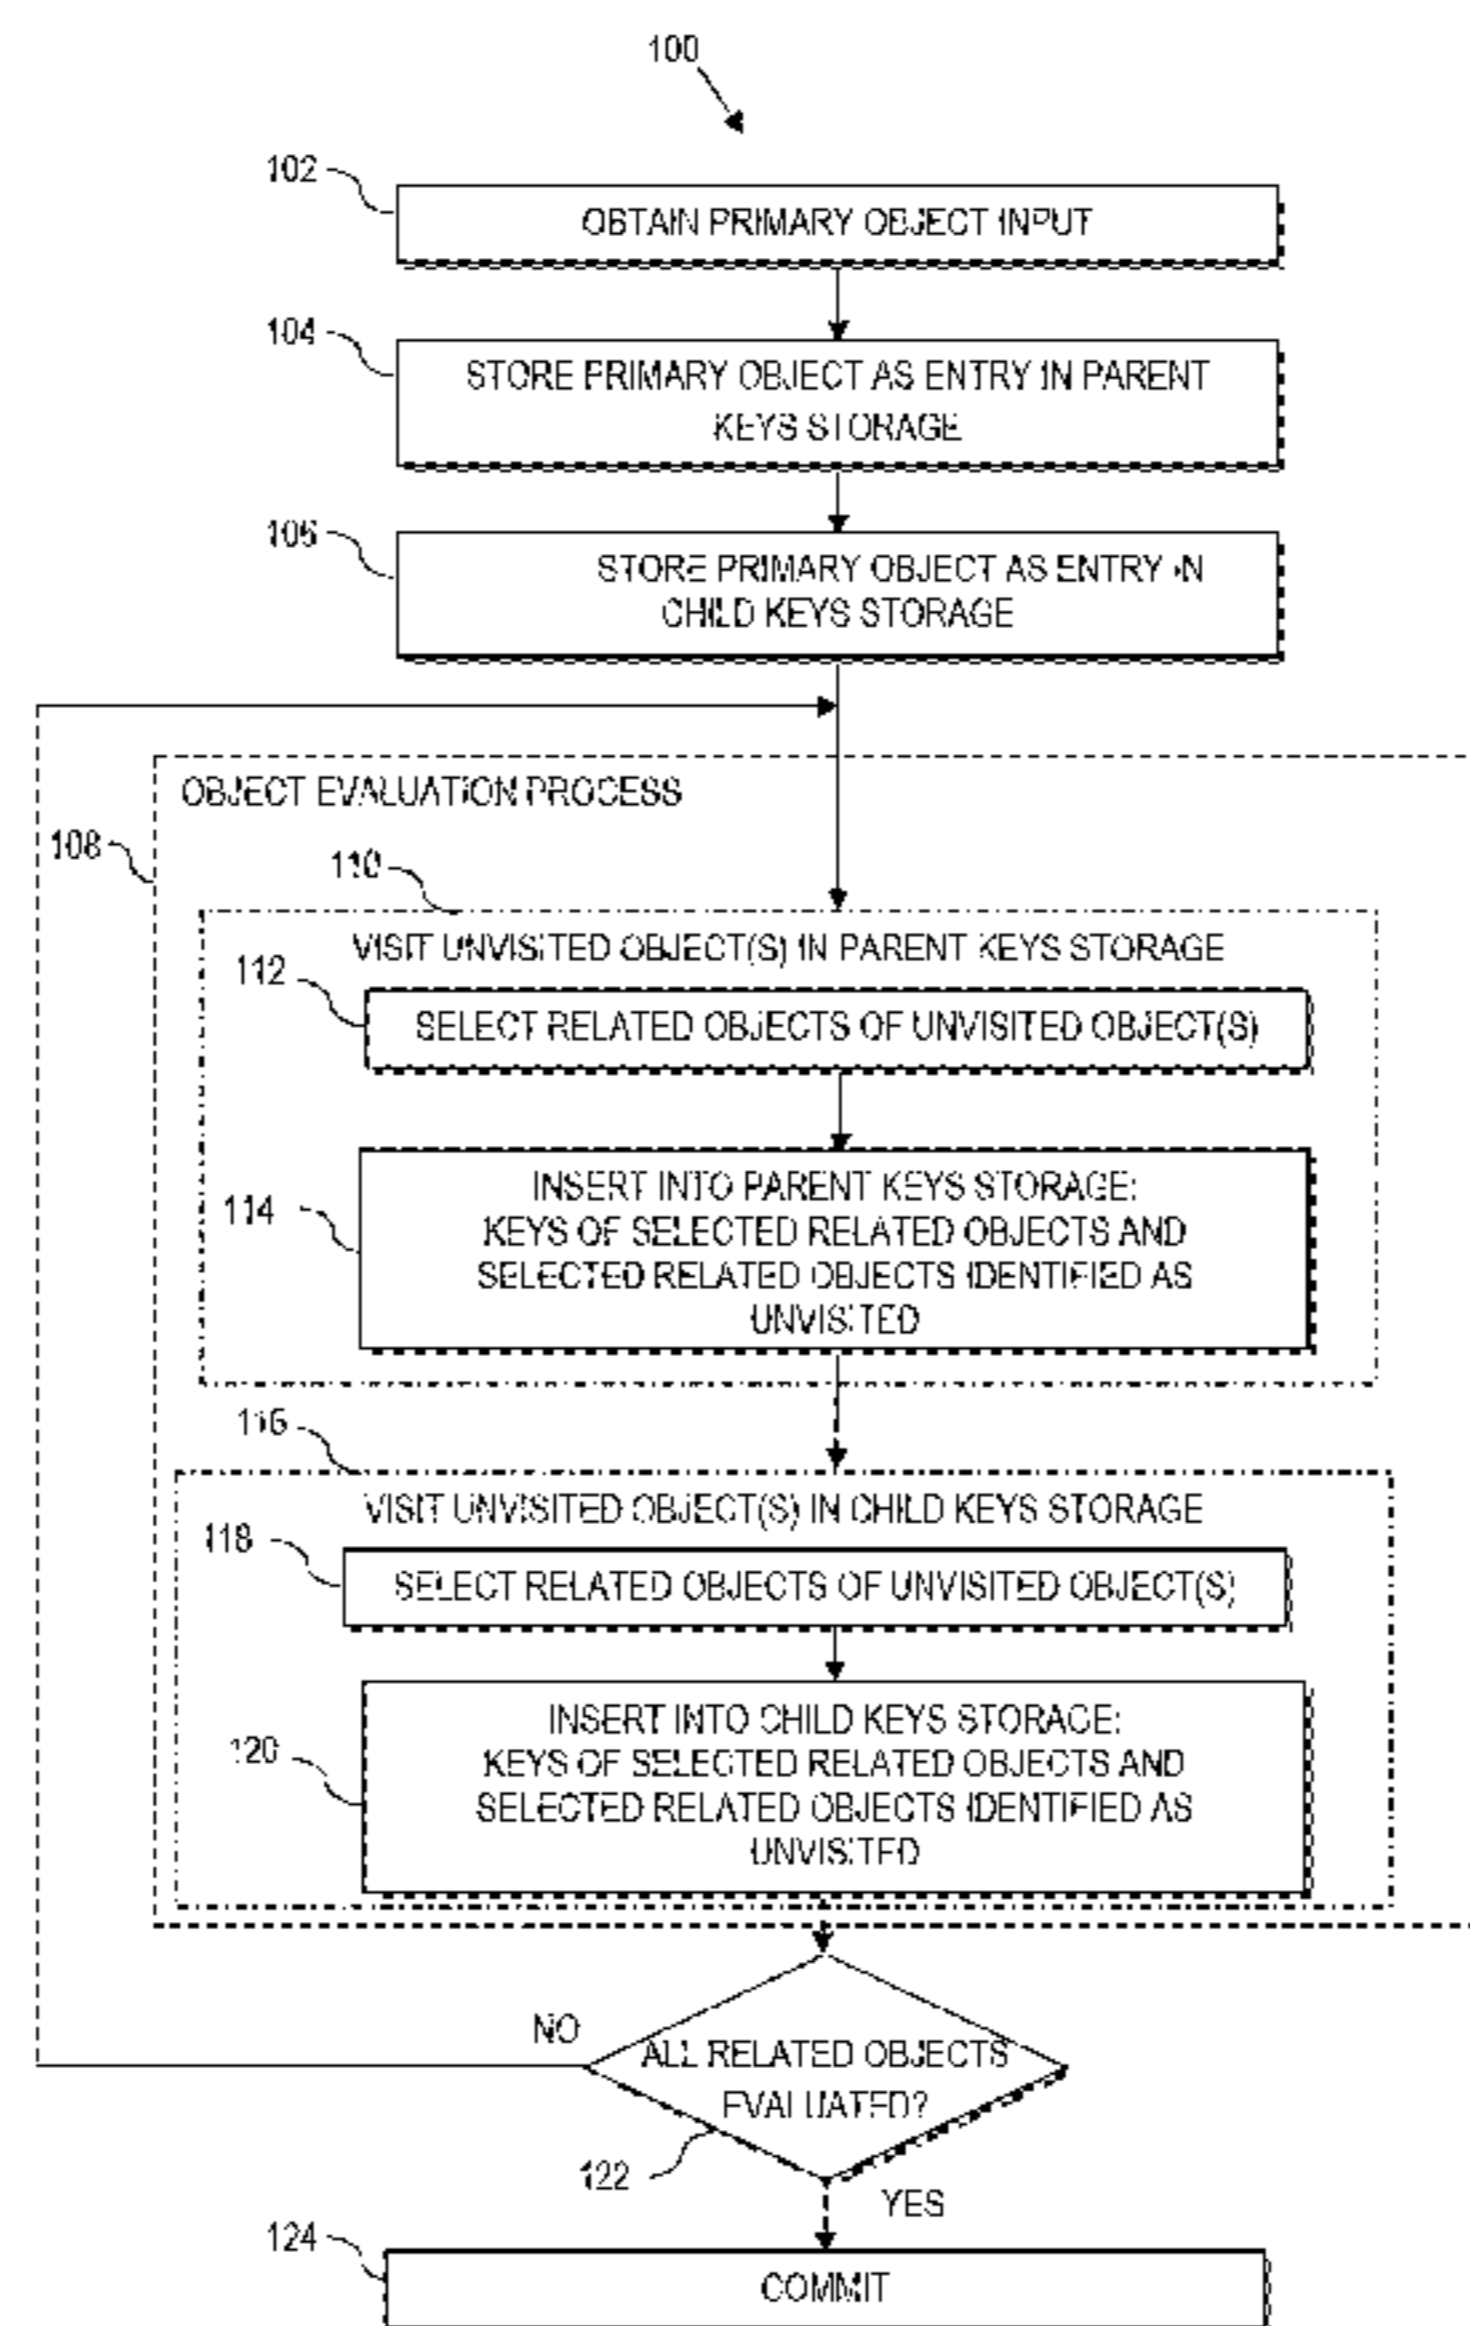 100
102
OBTAIN PRIMARY OBJECT INPUT
104
STORE PRIMARY OBJECT AS ENTRY IN PARENT
KEYS STORAGE
106
STORE PRIMARY OBJECT AS ENTRY IN
CHILD KEYS STORAGE
OBJECT EVALUATION PROCESS
108
110
VISIT UNVISITED OBJECT(S) IN PARENT KEYS STORAGE
112
SELECT RELATED OBJECTS OF UNVISITED OBJECT(S)
114
INSERT INTO PARENT KEYS STORAGE:
KEYS OF SELECTED RELATED OBJECTS AND
SELECTED RELATED OBJECTS IDENTIFIED AS
UNVISITED
116
VISIT UNVISITED OBJECT(S) IN CHILD KEYS STORAGE
118
SELECT RELATED OBJECTS OF UNVISITED OBJECT(S)
120
INSERT INTO CHILD KEYS STORAGE:
KEYS OF SELECTED RELATED OBJECTS AND
SELECTED RELATED OBJECTS IDENTIFIED AS
UNVISITED
NO
ALL RELATED OBJECTS
EVALUATED?
122
YES
124
COMMIT